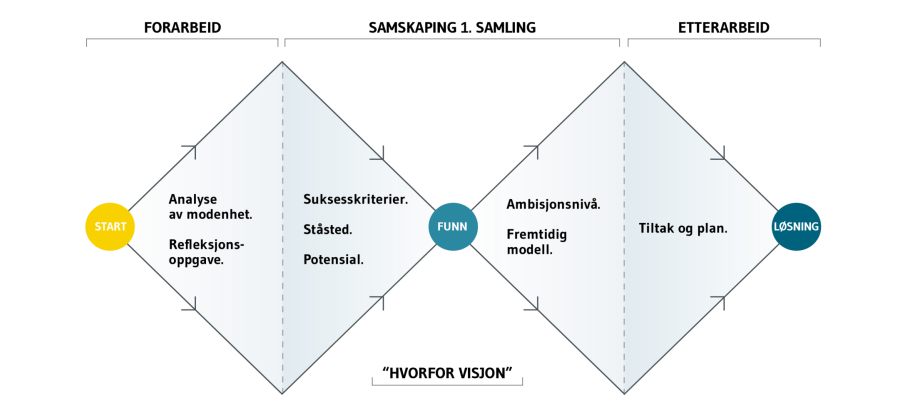 FORARBEID
SAMSKAPING 1. SAMLING
ETTERARBEID
START
Analyse
av modenhet.
Refleksjons-
oppgave.
Suksesskriterier.
Ståsted.
Potensial.
FUNN
Ambisjonsnivå.
Fremtidig
modell.
Tiltak og plan.
LØSNING
“HVORFOR VISJON”